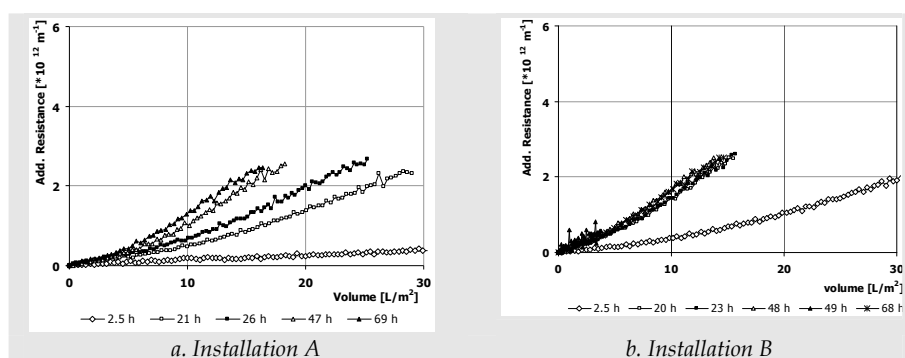 Add. Resistance [*10 ¹² m⁻¹]
6
4
2
0
0 10 20 30
Volume [L/m²]
2.5 h 21 h 26 h 47 h 69 h
a. Installation A
Add. Resistance [*10 ¹² m⁻¹]
6
4
2
0
0 10 20 30
volume [L/m²]
2.5 h 20 h 23 h 48 h 49 h 68 h
b. Installation B